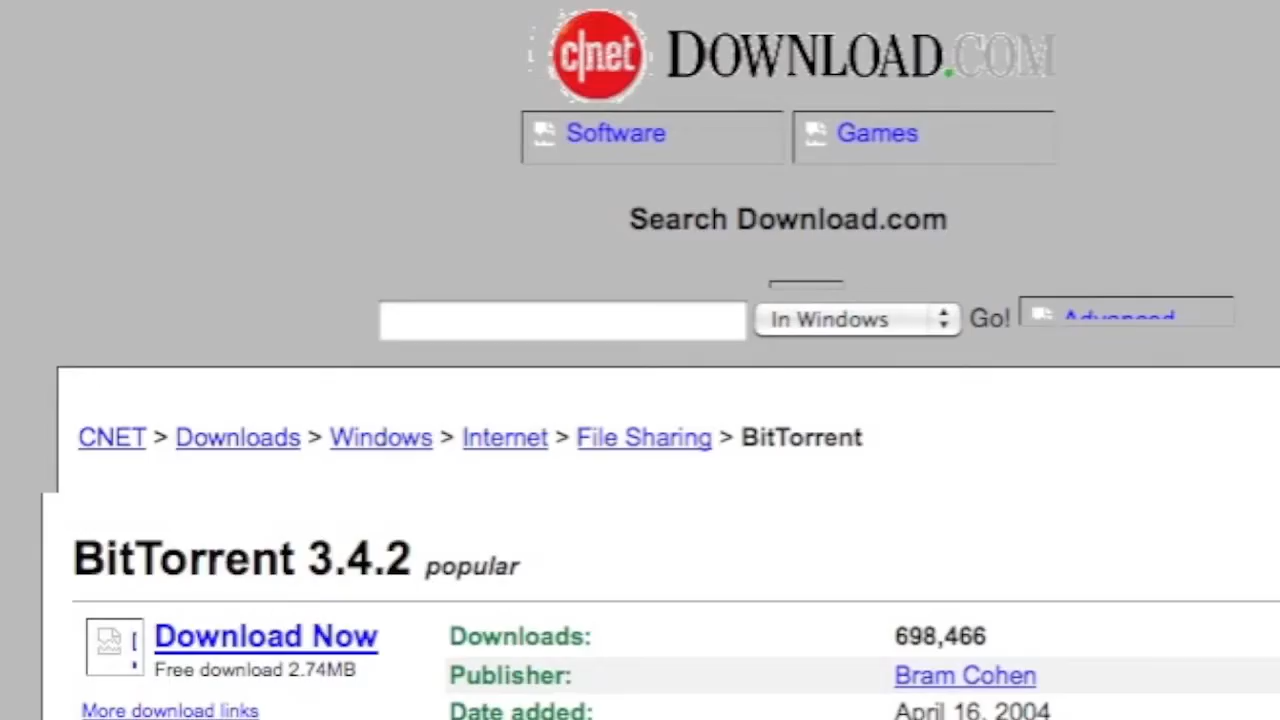 c|net DOWNLOAD.COM
Software Games
Search Download.com
In Windows Go! Advanced
CNET > Downloads > Windows > Internet > File Sharing > BitTorrent
BitTorrent 3.4.2 popular
Download Now Downloads: 698,466
Free download 2.74MB Publisher: Bram Cohen
More download links Date added: April 16, 2004